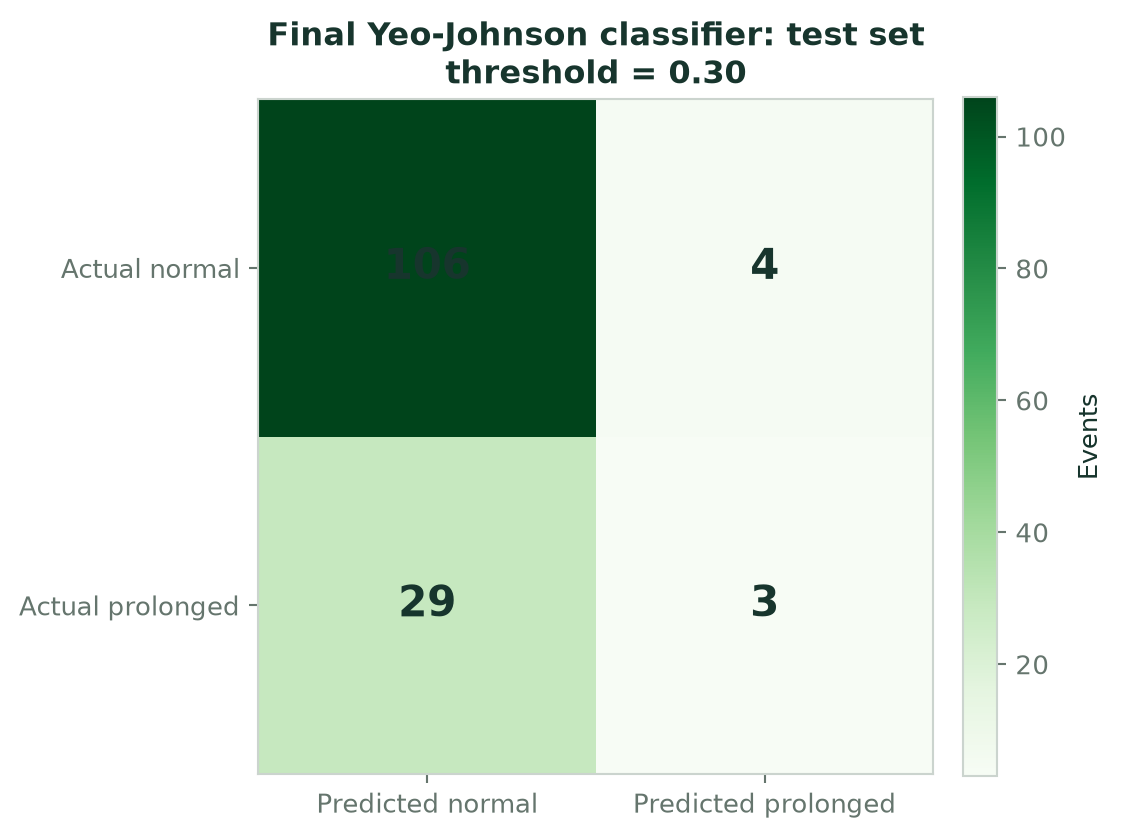 Final Yeo-Johnson classifier: test set
threshold = 0.30
100
Actual normal
106
4
80
60
Events
40
Actual prolonged
29
3
20
Predicted normal
Predicted prolonged